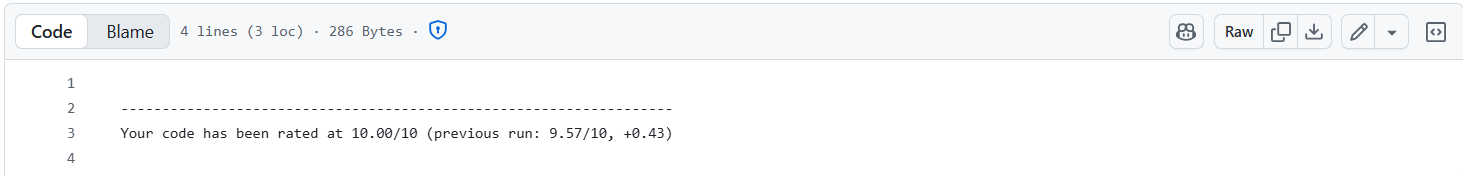 Code Blame 4 lines (3 loc) · 286 Bytes · Raw
1
2 -------------------------------------------------------------------
3 Your code has been rated at 10.00/10 (previous run: 9.57/10, +0.43)
4